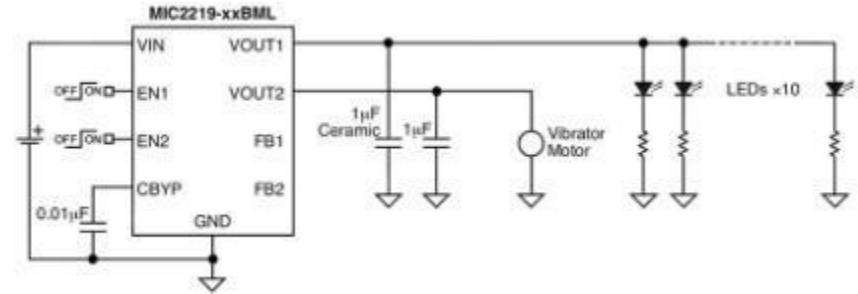 MIC2219-xxBML
VIN
VOUT1
OFF ON
EN1
VOUT2
LEDs ×10
1µF
Ceramic
1µF
OFF ON
EN2
FB1
Vibrator
Motor
+
CBYP
FB2
0.01µF
GND